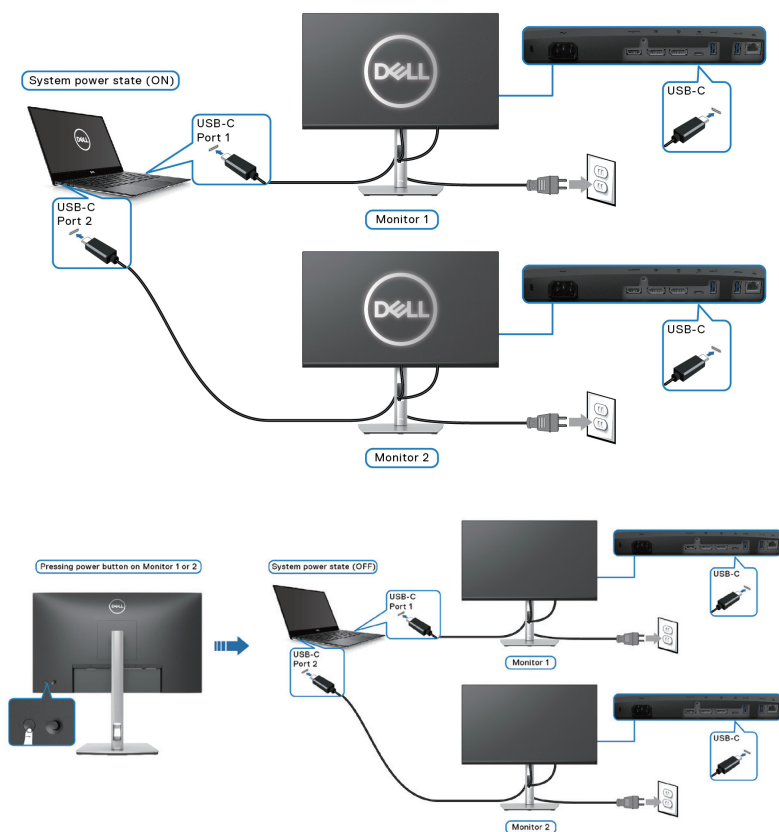 System power state (ON)
DELL
USB-C
Port 1
DELL
USB-C
Monitor 1
USB-C
Port 2
DELL
USB-C
Monitor 2
Pressing power button on Monitor 1 or 2
DELL
System power state (OFF)
USB-C
Port 1
USB-C
Monitor 1
USB-C
Port 2
USB-C
Monitor 2